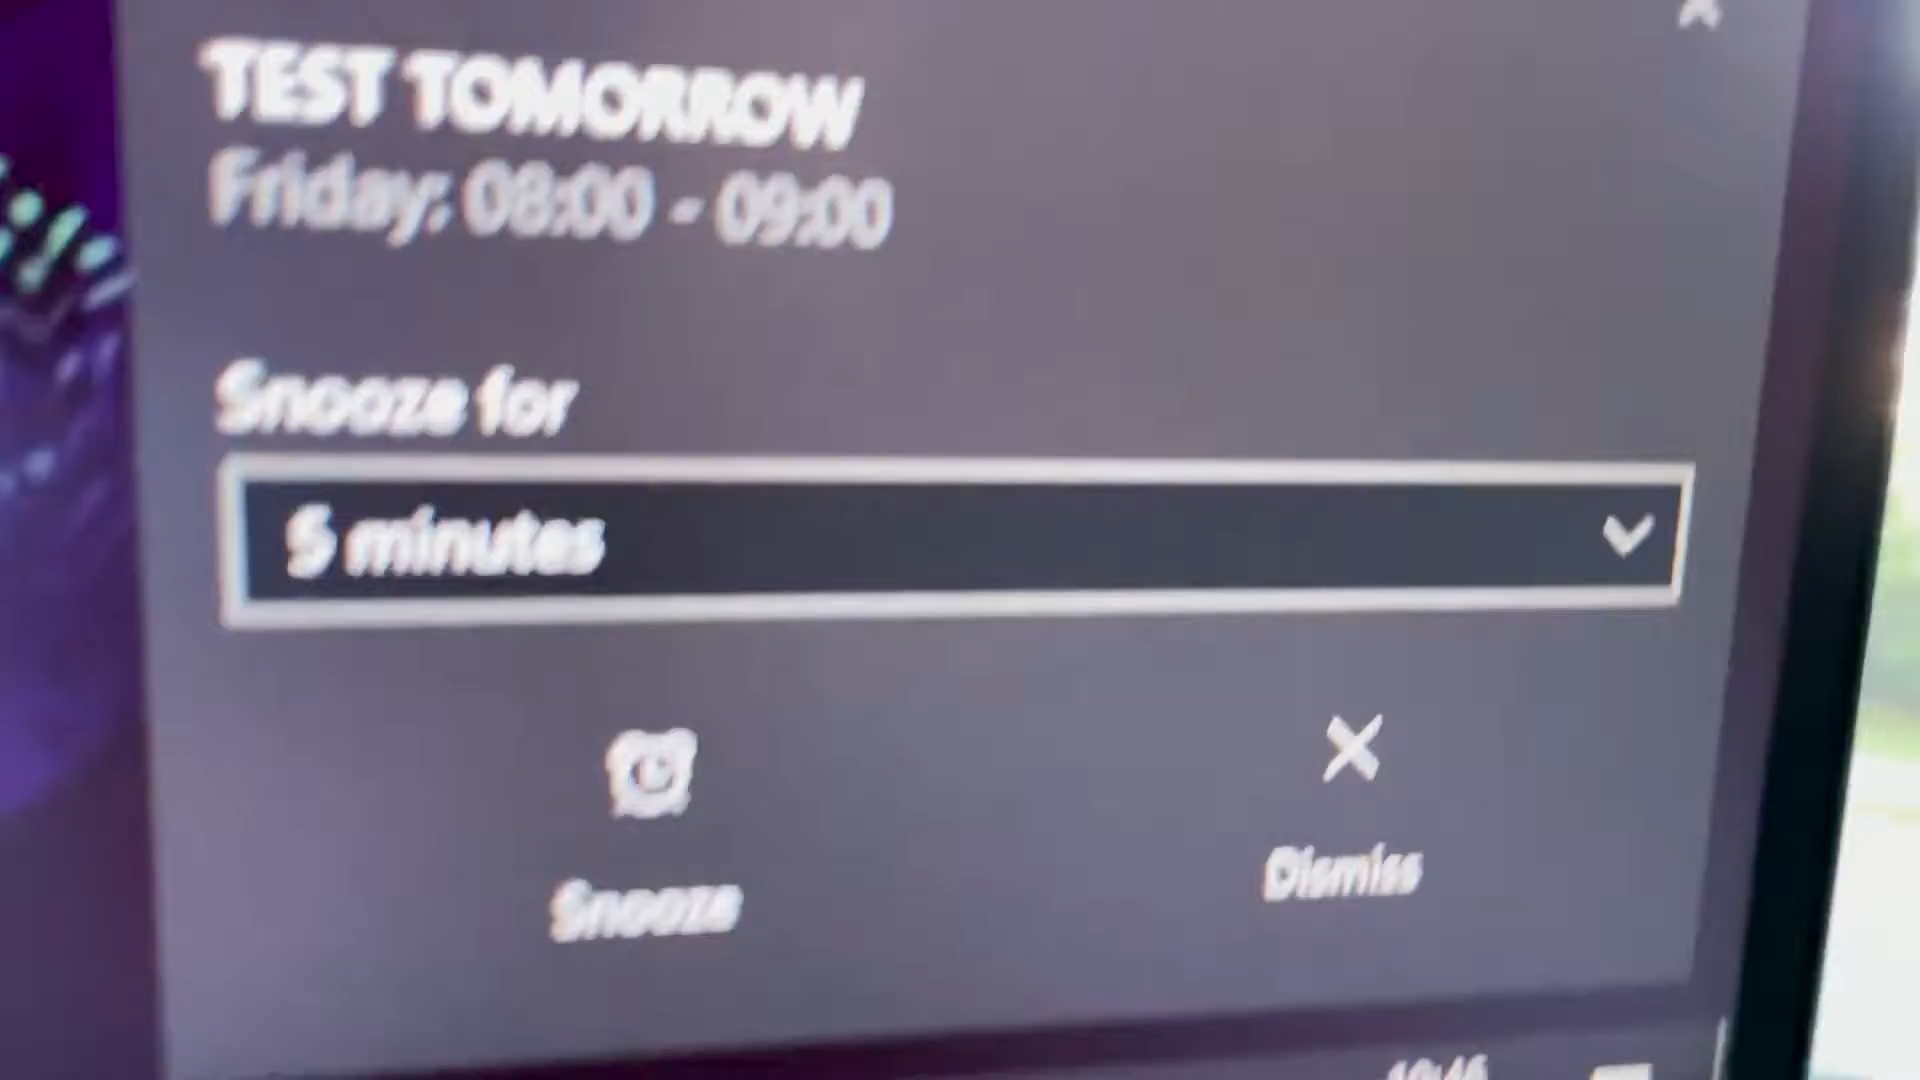 TEST TOMORROW
Friday: 08:00 - 09:00
Snooze for
5 minutes
Snooze
Dismiss